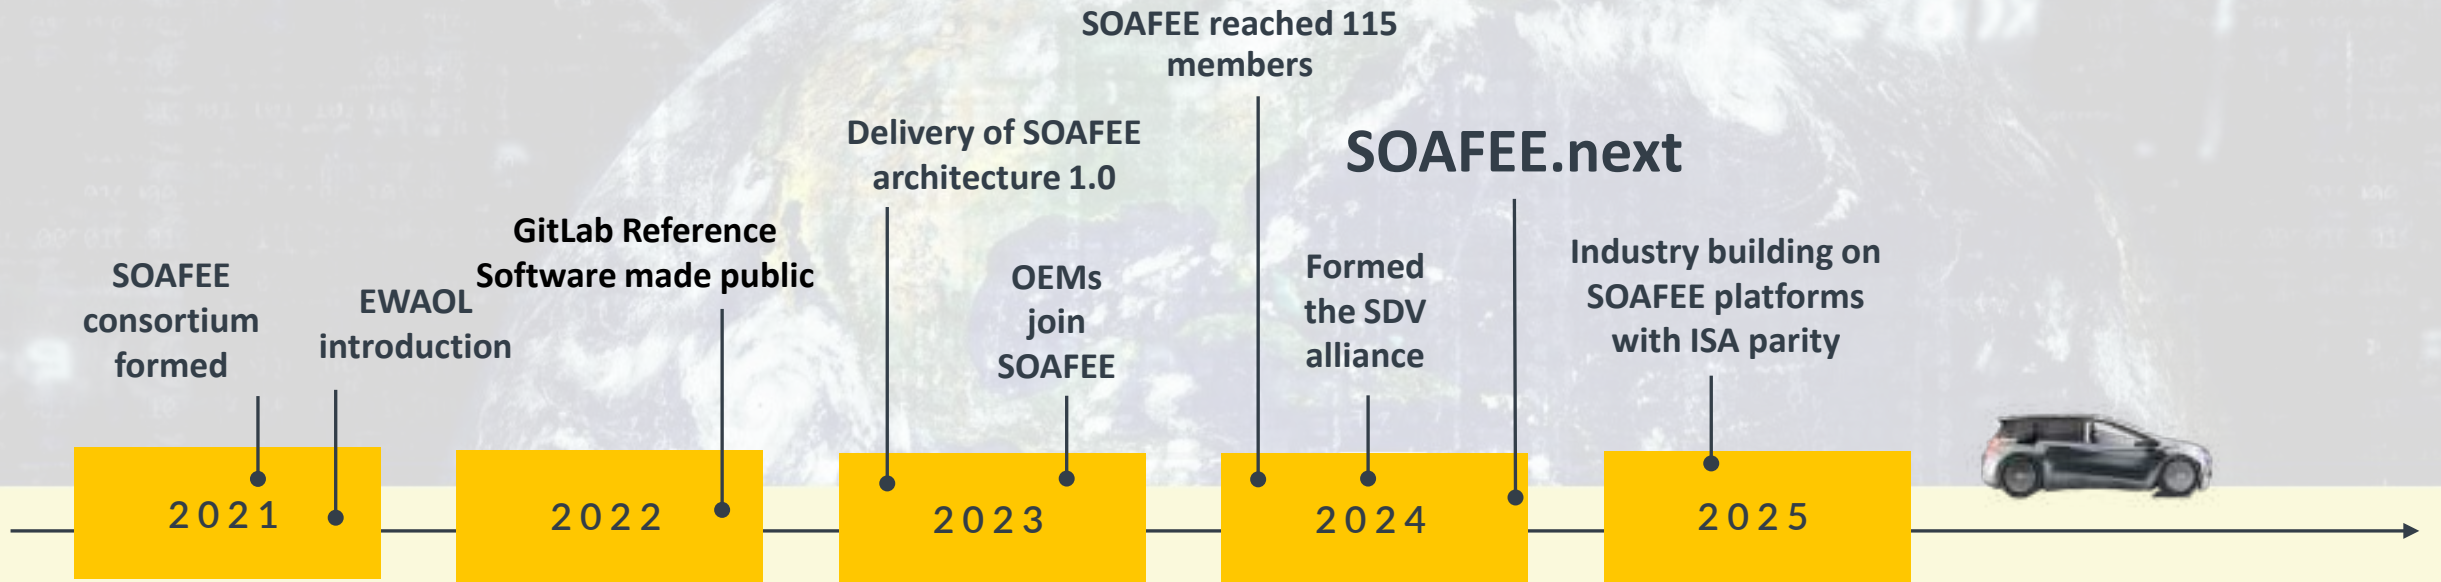 SOAFEE
consortium
formed
EWAOL
introduction
GitLab Reference
Software made public
Delivery of SOAFEE
architecture 1.0
OEMs
join
SOAFEE
SOAFEE reached 115
members
Formed
the SDV
alliance
SOAFEE.next
Industry building on
SOAFEE platforms
with ISA parity
2021
2022
2023
2024
2025